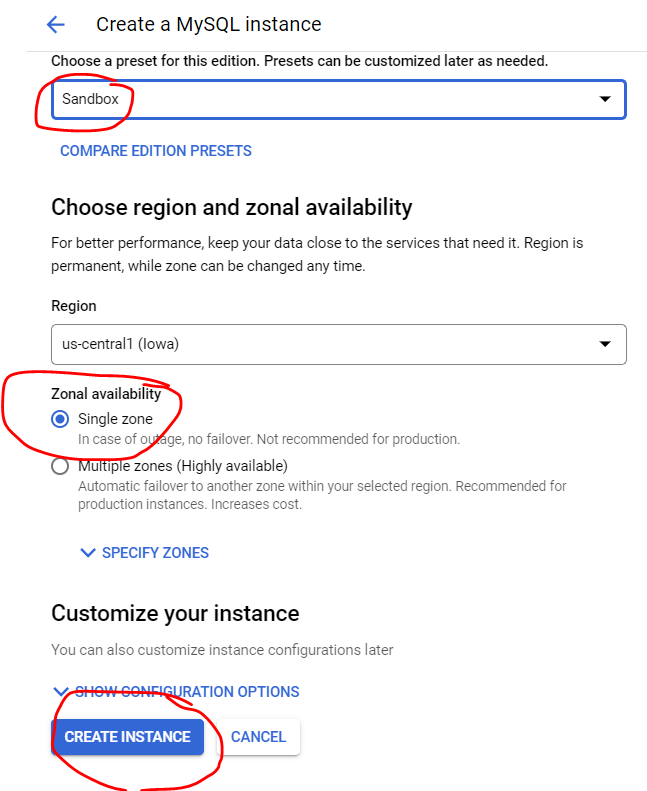 Create a MySQL instance
Choose a preset for this edition. Presets can be customized later as needed.
Sandbox
COMPARE EDITION PRESETS
Choose region and zonal availability
For better performance, keep your data close to the services that need it. Region is
permanent, while zone can be changed any time.
Region
us-central1 (Iowa)
Zonal availability
Single zone
In case of outage, no failover. Not recommended for production.
Multiple zones (Highly available)
Automatic failover to another zone within your selected region. Recommended for
production instances. Increases cost.
SPECIFY ZONES
Customize your instance
You can also customize instance configurations later
SHOW CONFIGURATION OPTIONS
CREATE INSTANCE
CANCEL